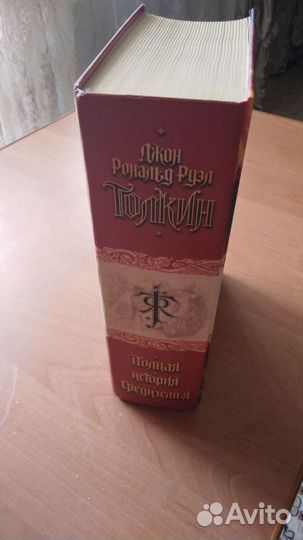 Джон
Рональд Руэл
Толкин
Полная
история
Средиземья
Avito